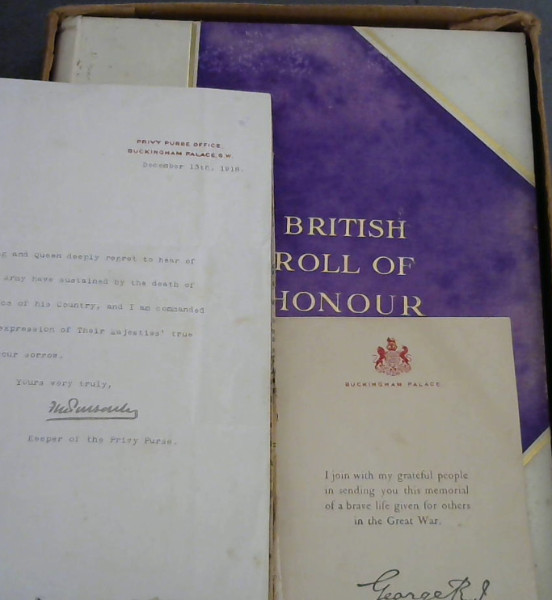 PRIVY PURSE OFFICE,
BUCKINGHAM PALACE, S.W.
December 15th, 1918.
and Queen deeply regret to hear of
Army have sustained by the death of
of His Country, and I am commanded
expression of Their Majesties' true
sorrow.
Yours very truly,
Keeper of the Privy Purse.
BRITISH
ROLL OF
HONOUR
BUCKINGHAM PALACE.
I join with my grateful people
in sending you this memorial
of a brave life given for others
in the Great War.
George R.I.